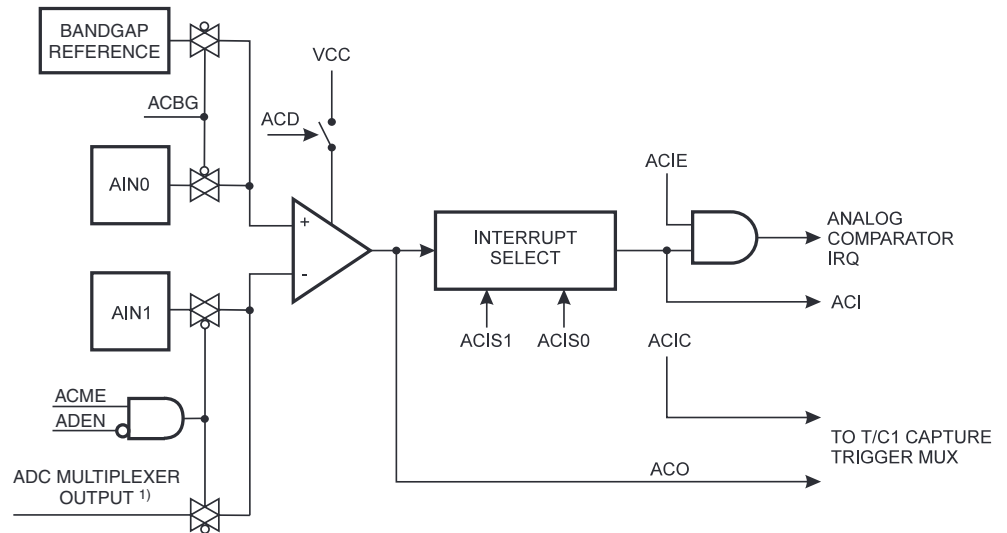 BANDGAP
REFERENCE
VCC
ACBG
ACD
AIN0
ACIE
+
INTERRUPT
SELECT
ANALOG
COMPARATOR
IRQ
-
AIN1
ACI
ACIS1 ACIS0 ACIC
ACME
ADEN
TO T/C1 CAPTURE
TRIGGER MUX
ADC MULTIPLEXER
OUTPUT 1)
ACO